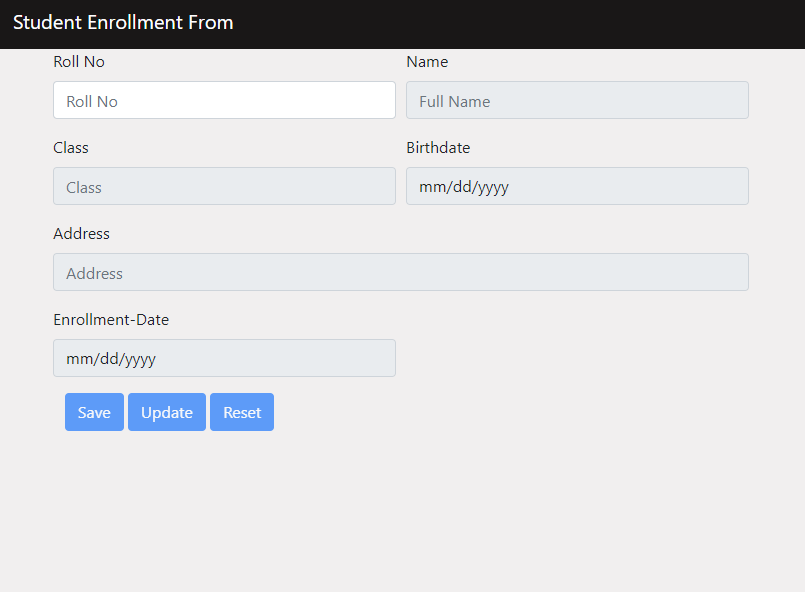 Student Enrollment From
Roll No
Name
Roll No
Full Name
Class
Birthdate
Class
mm/dd/yyyy
Address
Address
Enrollment-Date
mm/dd/yyyy
Save
Update
Reset